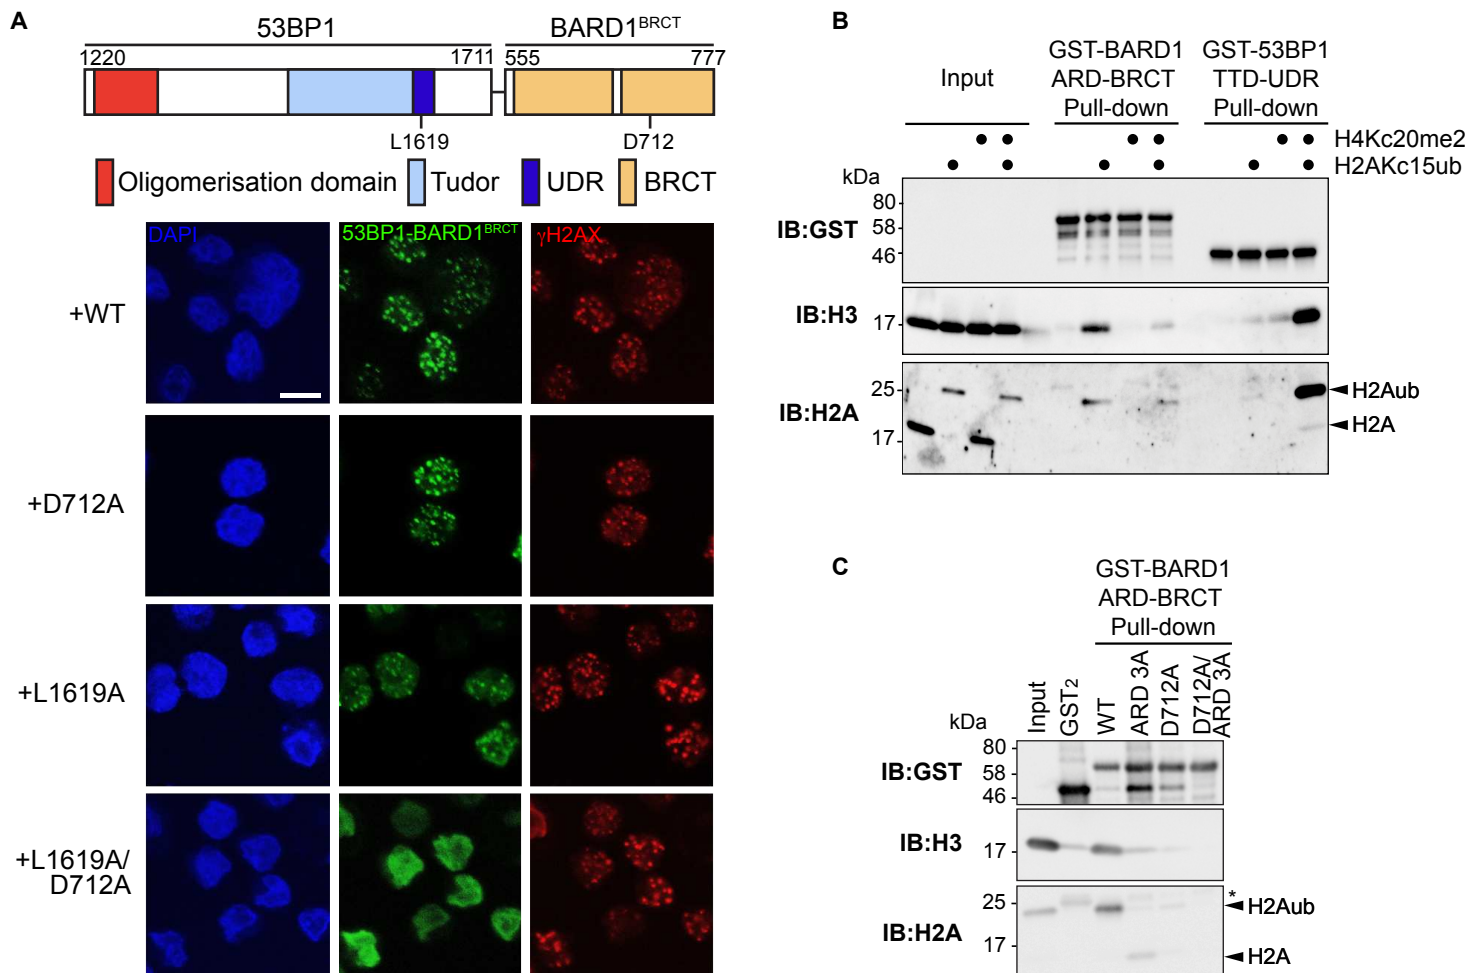 A
53BP1
BARD1BRCT
1220
1711
555
777
L1619
D712
Oligomerisation domain
Tudor
UDR
BRCT
DAPI
53BP1-BARD1BRCT
γH2AX
+WT
+D712A
+L1619A
+L1619A/
D712A
B
Input
GST-BARD1
ARD-BRCT
Pull-down
GST-53BP1
TTD-UDR
Pull-down
H4Kc20me2
H2AKc15ub
kDa
IB:GST
80
58
46
IB:H3
17
IB:H2A
25
17
H2Aub
H2A
C
GST-BARD1
ARD-BRCT
Pull-down
kDa
Input
GST2
WT
ARD 3A
D712A
D712A/
ARD 3A
IB:GST
80
58
46
IB:H3
17
IB:H2A
25
17
*
H2Aub
H2A